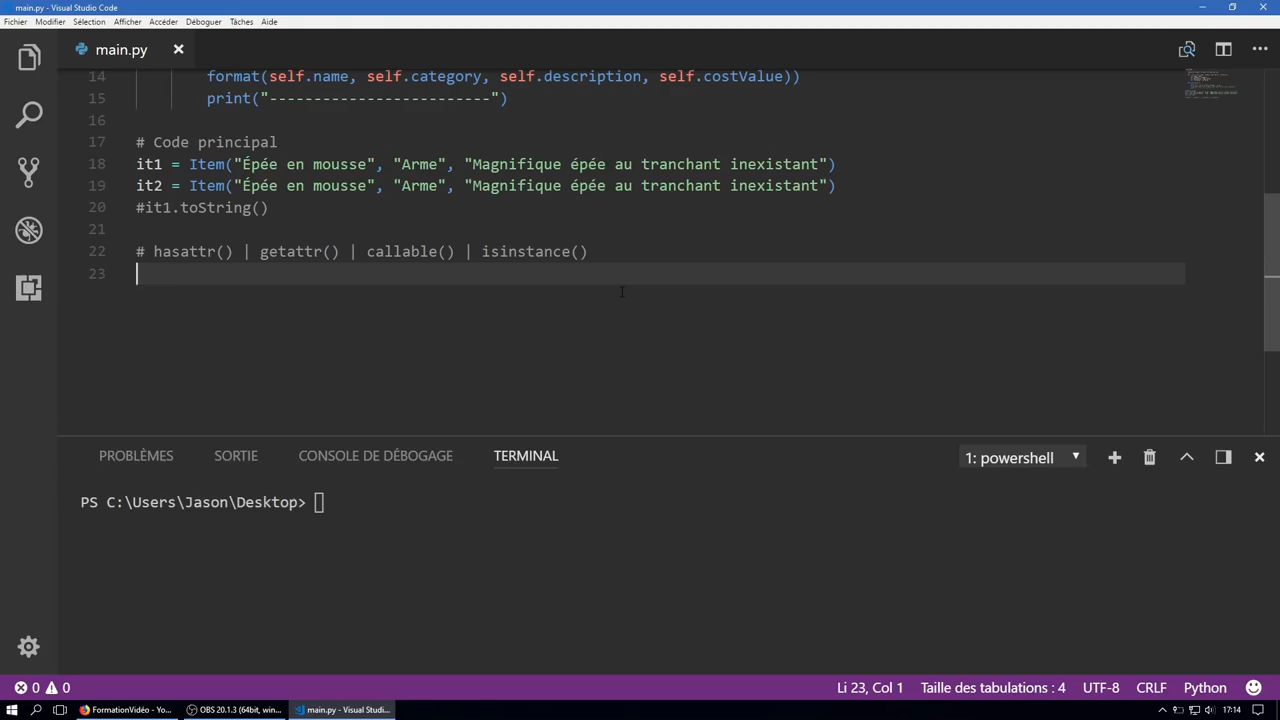 main.py - Visual Studio Code
Fichier Modifier Sélection Afficher Accéder Déboguer Tâches Aide
main.py
14 format(self.name, self.category, self.description, self.costValue))
15 print("-------------------------")
16
17 # Code principal
18 it1 = Item("Épée en mousse", "Arme", "Magnifique épée au tranchant inexistant")
19 it2 = Item("Épée en mousse", "Arme", "Magnifique épée au tranchant inexistant")
20 #it1.toString()
21
22 # hasattr() | getattr() | callable() | isinstance()
23
PROBLÈMES SORTIE CONSOLE DE DÉBOGAGE TERMINAL 1: powershell
PS C:\Users\Jason\Desktop>
0 0 Li 23, Col 1 Taille des tabulations : 4 UTF-8 CRLF Python
FormationVidéo - Yo... OBS 20.1.3 (64bit, win... main.py - Visual Studi... 17:14